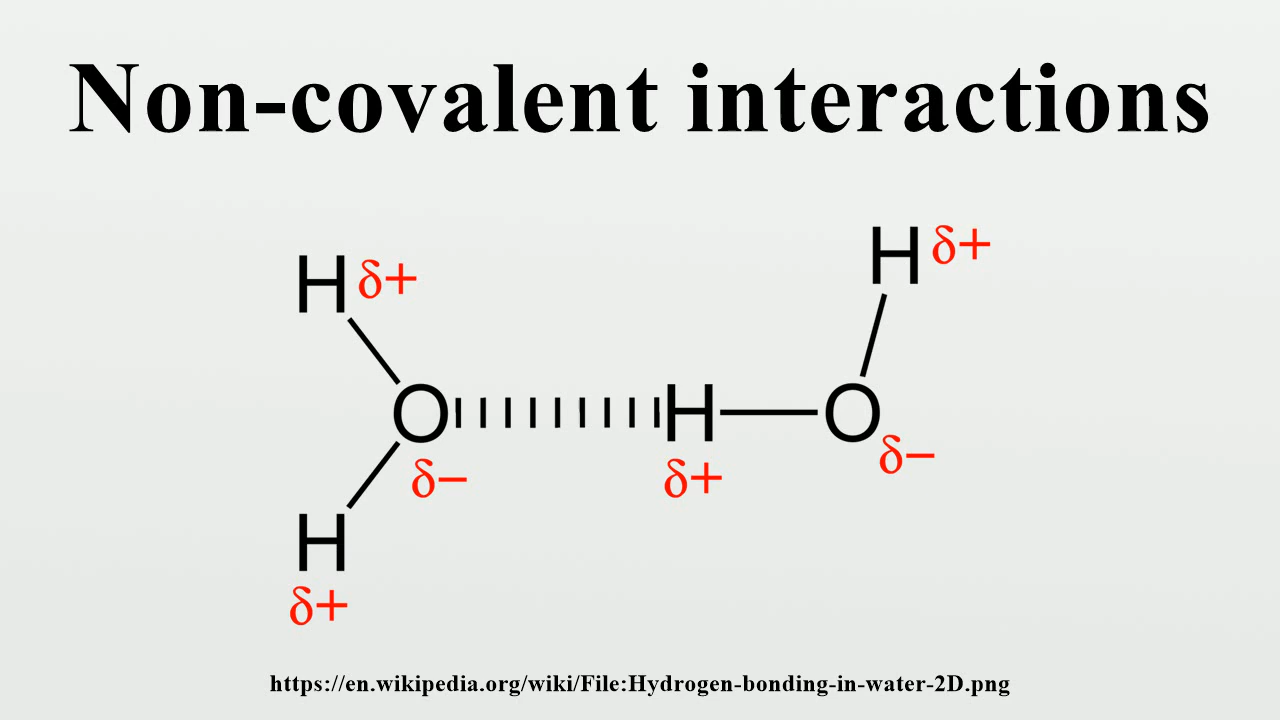 Non-covalent interactions
H δ+
H δ+
O H O
δ− δ+ δ−
H
δ+
https://en.wikipedia.org/wiki/File:Hydrogen-bonding-in-water-2D.png